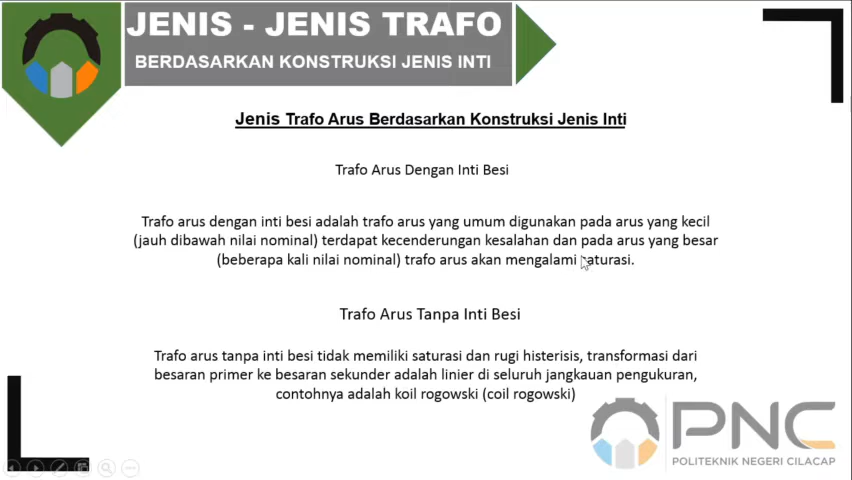 JENIS - JENIS TRAFO
BERDASARKAN KONSTRUKSI JENIS INTI
Jenis Trafo Arus Berdasarkan Konstruksi Jenis Inti
Trafo Arus Dengan Inti Besi
Trafo arus dengan inti besi adalah trafo arus yang umum digunakan pada arus yang kecil
(jauh dibawah nilai nominal) terdapat kecenderungan kesalahan dan pada arus yang besar
(beberapa kali nilai nominal) trafo arus akan mengalami saturasi.
Trafo Arus Tanpa Inti Besi
Trafo arus tanpa inti besi tidak memiliki saturasi dan rugi histerisis, transformasi dari
besaran primer ke besaran sekunder adalah linier di seluruh jangkauan pengukuran,
contohnya adalah koil rogowski (coil rogowski)
PNC
POLITEKNIK NEGERI CILACAP